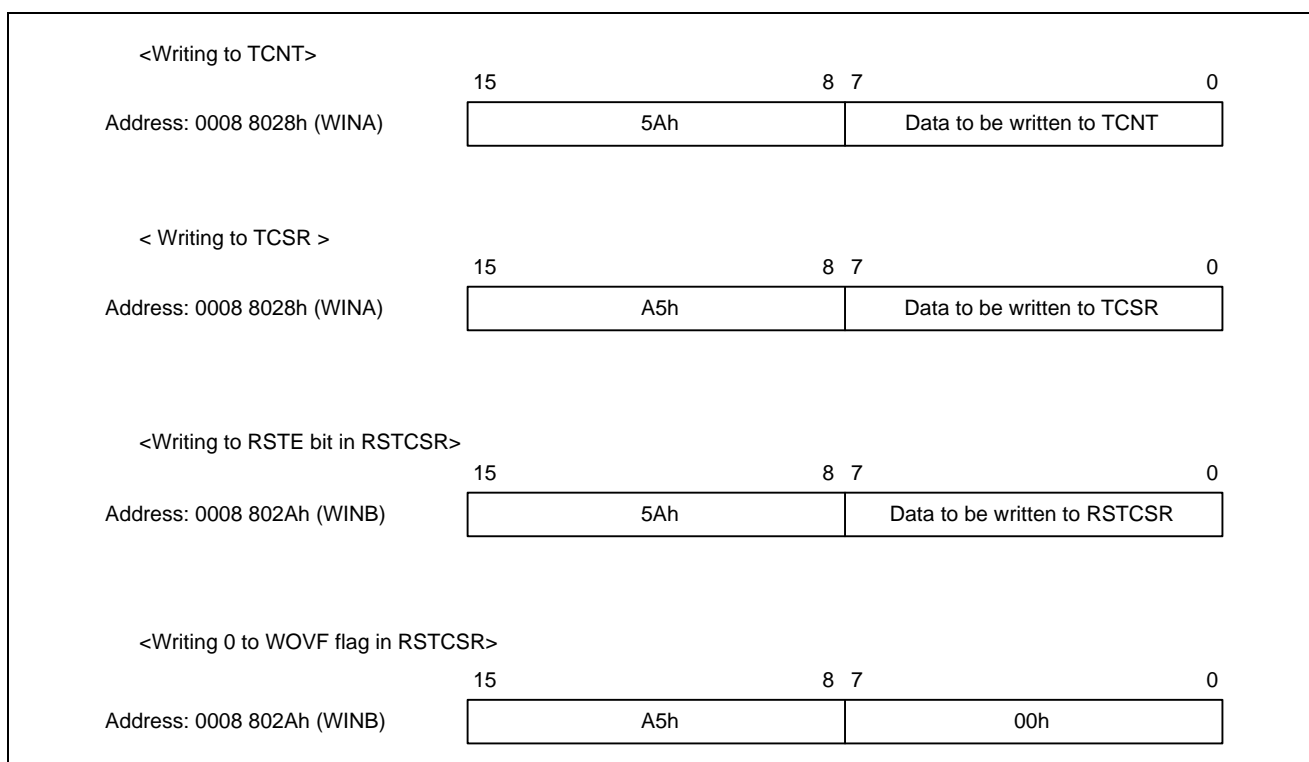 <Writing to TCNT>
15 8 7 0
Address: 0008 8028h (WINA) 5Ah Data to be written to TCNT
< Writing to TCSR >
15 8 7 0
Address: 0008 8028h (WINA) A5h Data to be written to TCSR
<Writing to RSTE bit in RSTCSR>
15 8 7 0
Address: 0008 802Ah (WINB) 5Ah Data to be written to RSTCSR
<Writing 0 to WOVF flag in RSTCSR>
15 8 7 0
Address: 0008 802Ah (WINB) A5h 00h